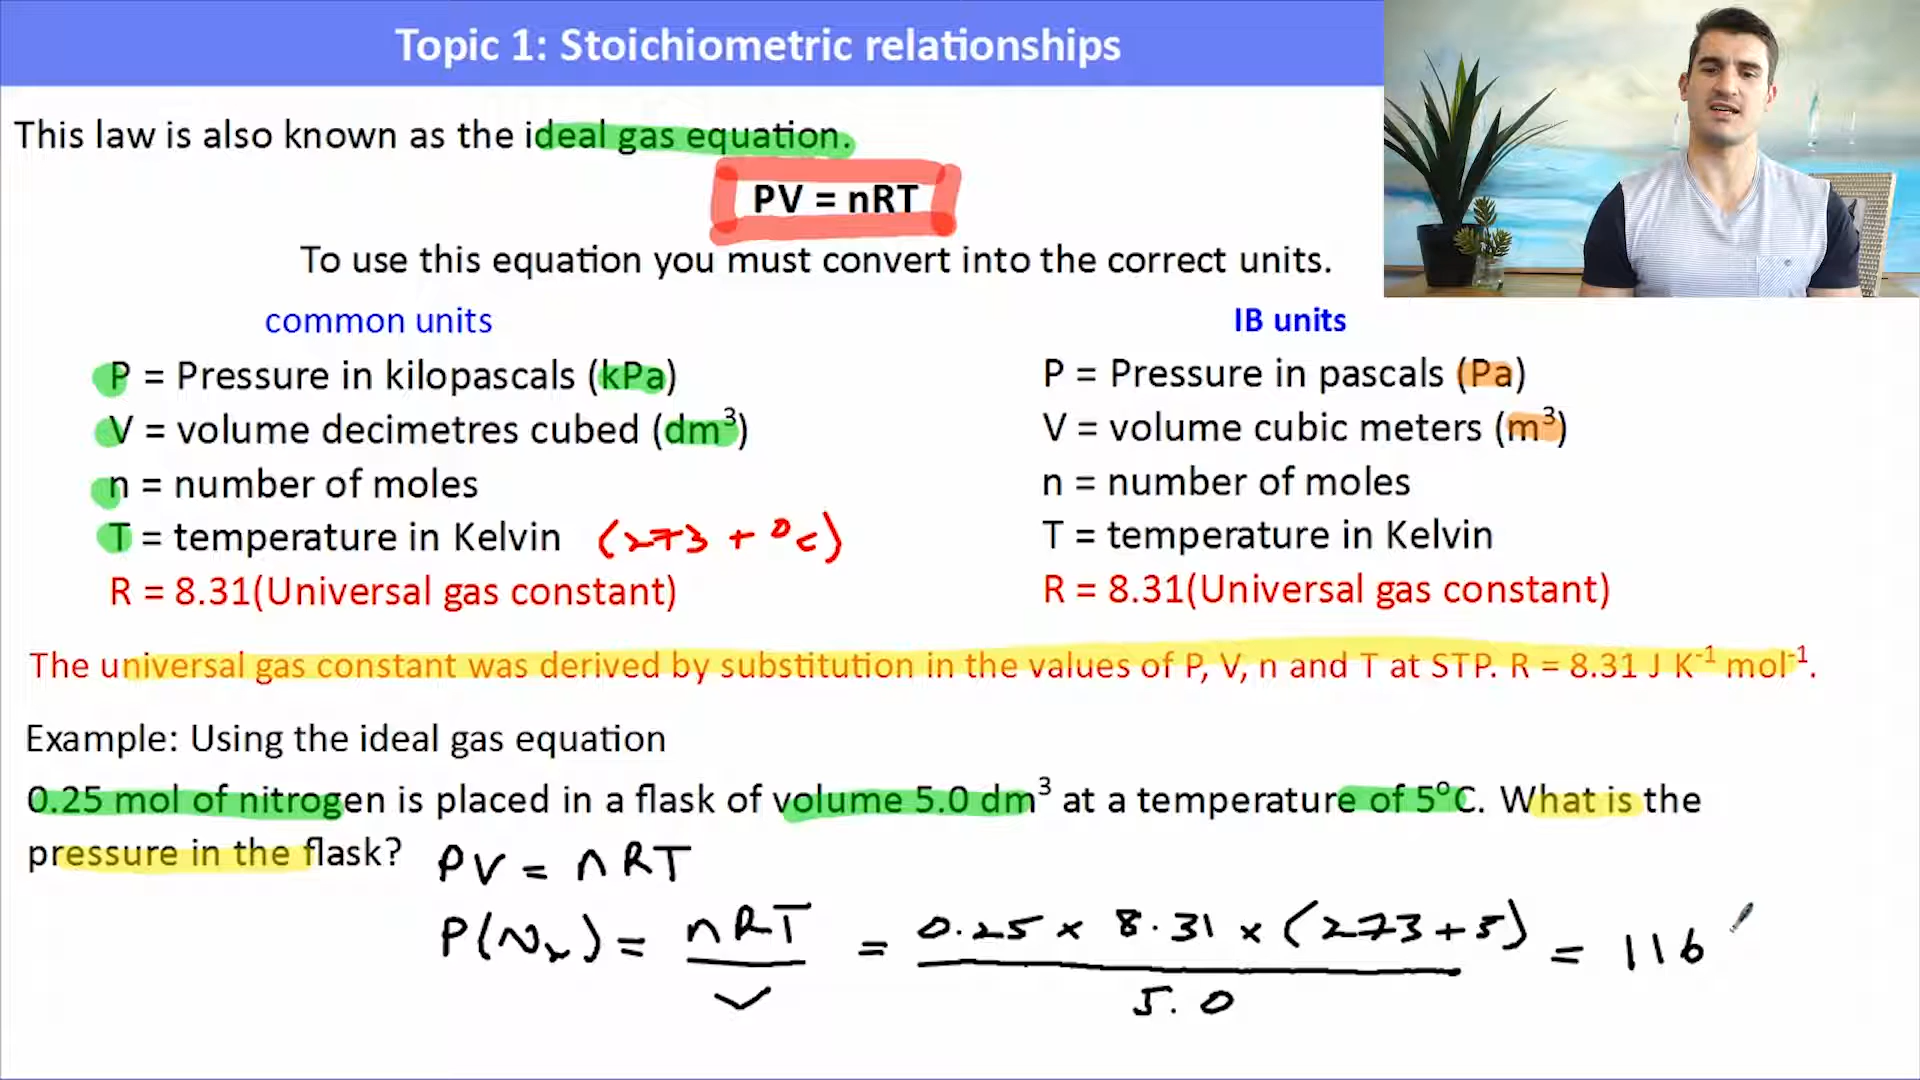 Topic 1: Stoichiometric relationships
This law is also known as the ideal gas equation.
PV = nRT
To use this equation you must convert into the correct units.
common units
P = Pressure in kilopascals (kPa)
V = volume decimetres cubed (dm³)
n = number of moles
T = temperature in Kelvin (273 + °C)
R = 8.31(Universal gas constant)
IB units
P = Pressure in pascals (Pa)
V = volume cubic meters (m³)
n = number of moles
T = temperature in Kelvin
R = 8.31(Universal gas constant)
The universal gas constant was derived by substitution in the values of P, V, n and T at STP. R = 8.31 J K⁻¹ mol⁻¹.
Example: Using the ideal gas equation
0.25 mol of nitrogen is placed in a flask of volume 5.0 dm³ at a temperature of 5°C. What is the
pressure in the flask? PV = nRT
P(N₂) = nRT / V = 0.25 × 8.31 × (273+5) / 5.0 = 116